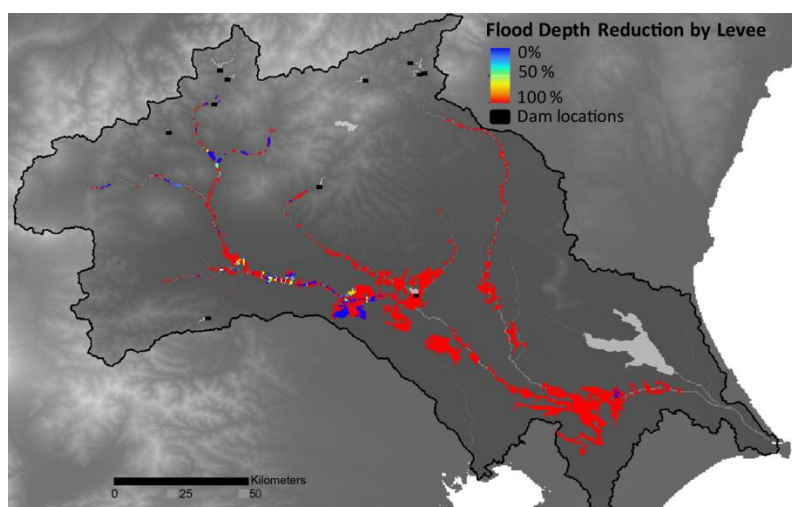 Flood Depth Reduction by Levee
0%
50 %
100 %
Dam locations
Kilometers
0 25 50